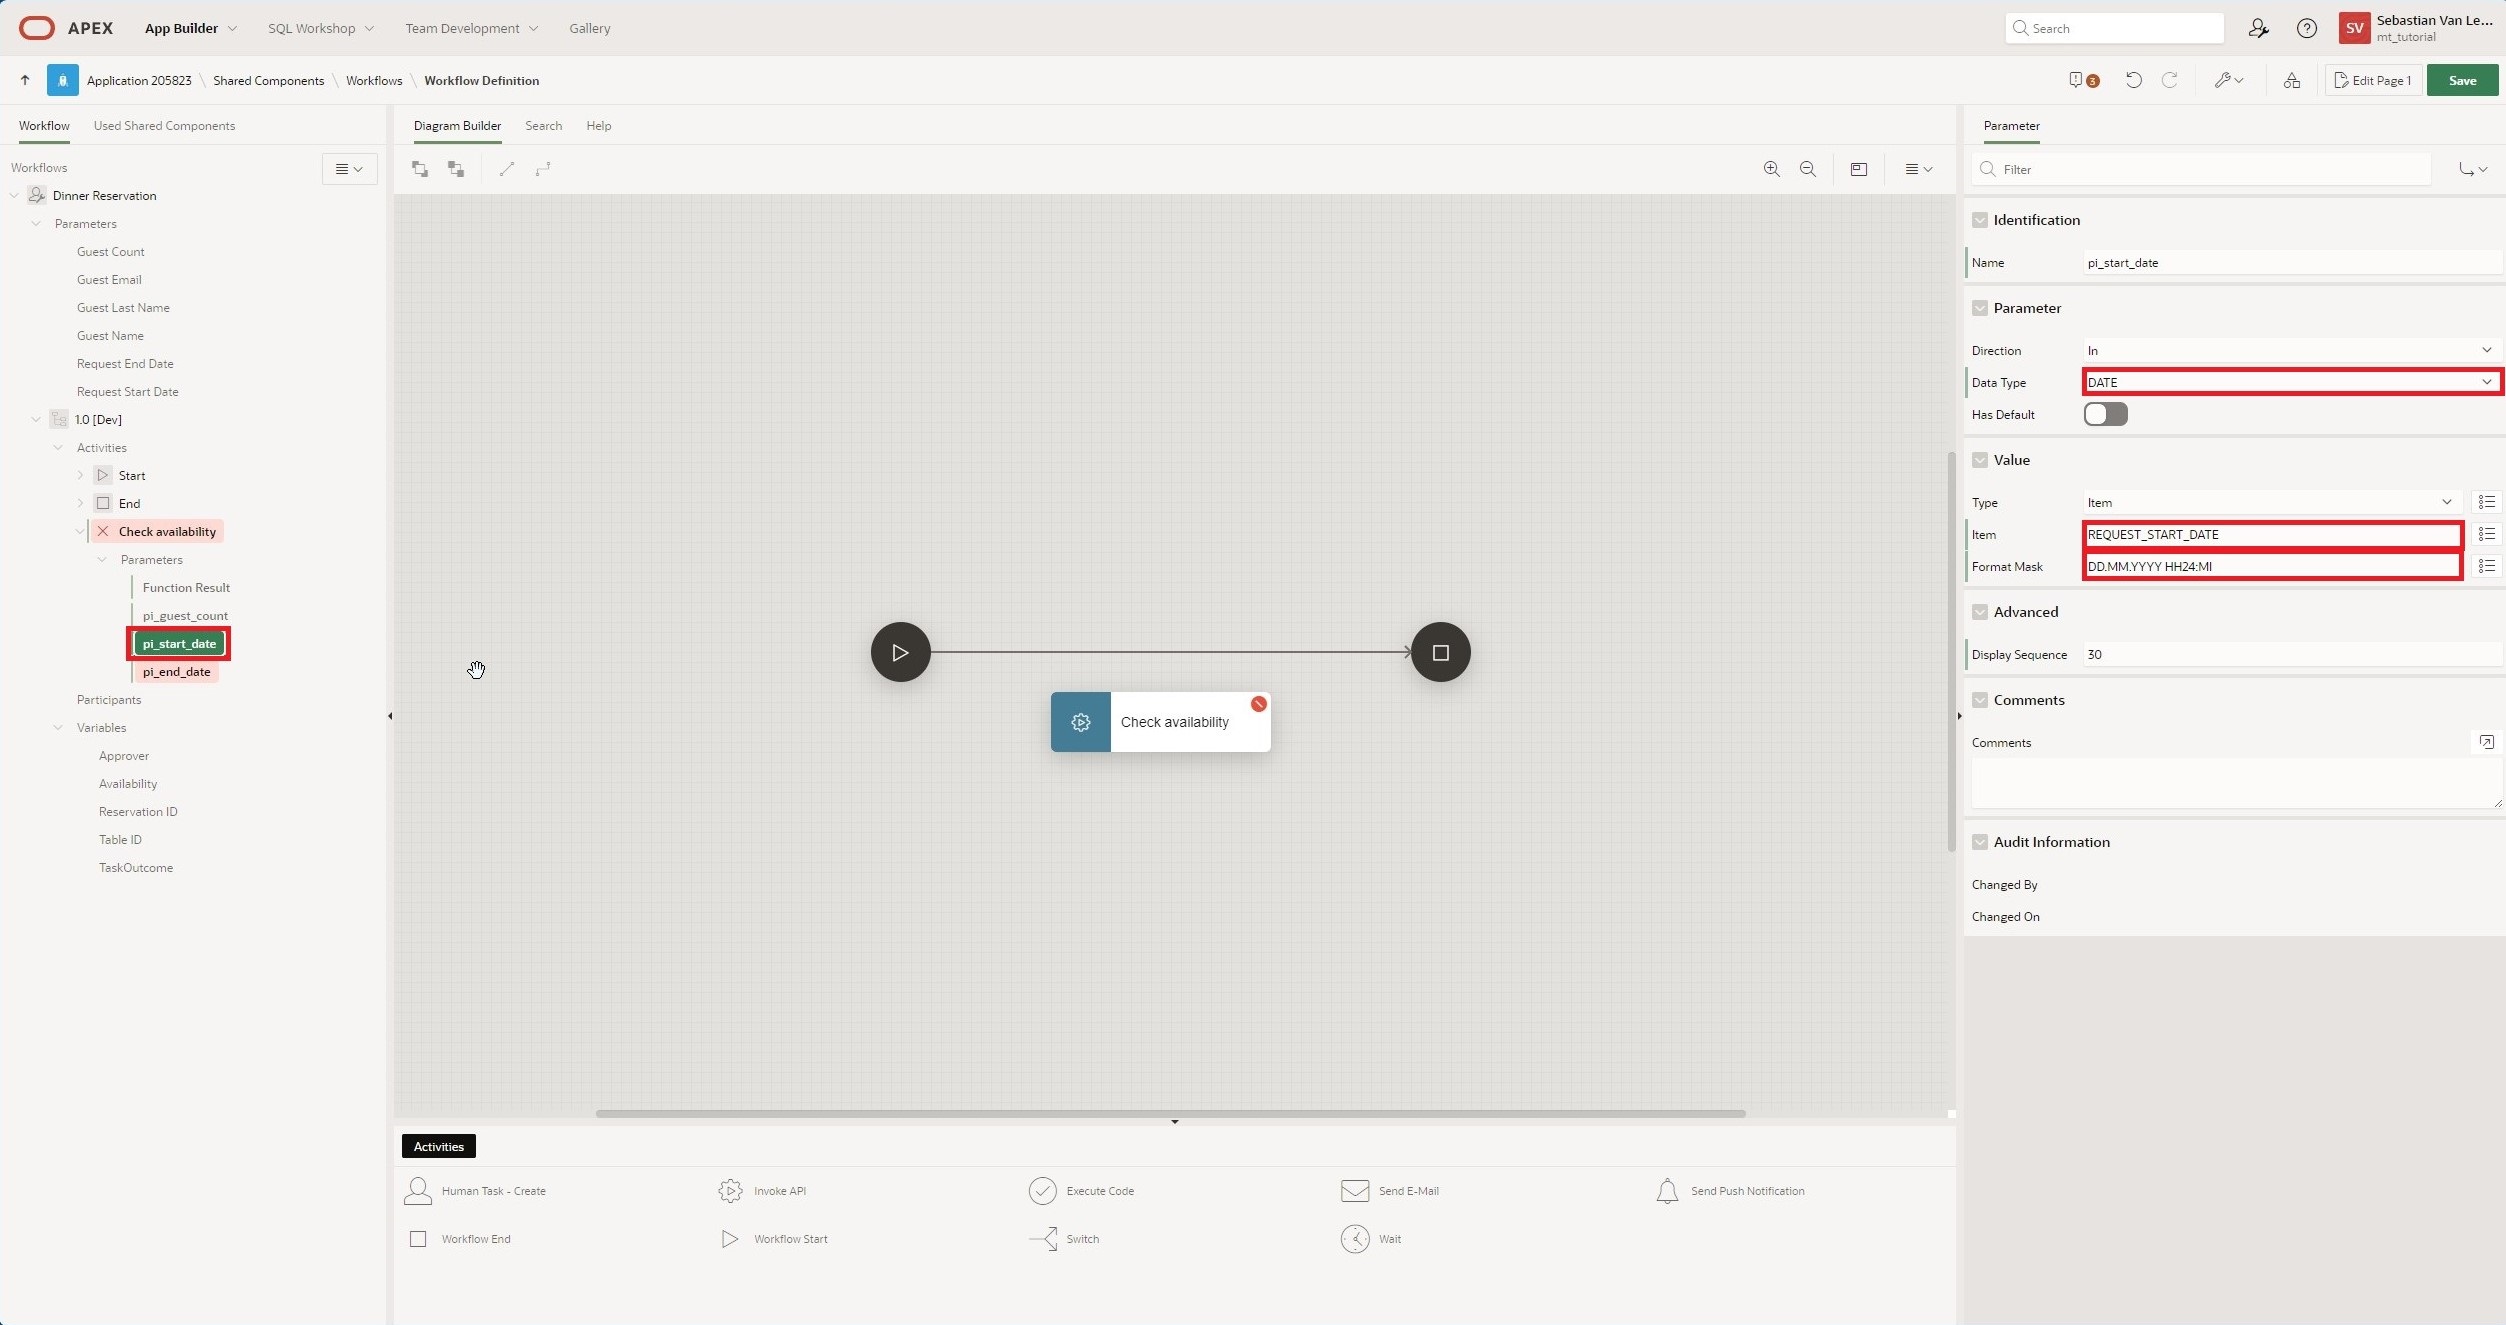 APEX App Builder SQL Workshop Team Development Gallery Search SV Sebastian Van Le...
mt_tutorial
Application 205823 \ Shared Components \ Workflows \ Workflow Definition 3 Edit Page 1 Save
Workflow Used Shared Components
Workflows
Dinner Reservation
Parameters
Guest Count
Guest Email
Guest Last Name
Guest Name
Request End Date
Request Start Date
1.0 [Dev]
Activities
Start
End
Check availability
Parameters
Function Result
pi_guest_count
pi_start_date
pi_end_date
Participants
Variables
Approver
Availability
Reservation ID
Table ID
TaskOutcome
Diagram Builder Search Help
Check availability
Activities
Human Task - Create Invoke API Execute Code Send E-Mail Send Push Notification
Workflow End Workflow Start Switch Wait
Parameter
Filter
Identification
Name pi_start_date
Parameter
Direction In
Data Type DATE
Has Default
Value
Type Item
Item REQUEST_START_DATE
Format Mask DD.MM.YYYY HH24:MI
Advanced
Display Sequence 30
Comments
Comments
Audit Information
Changed By
Changed On